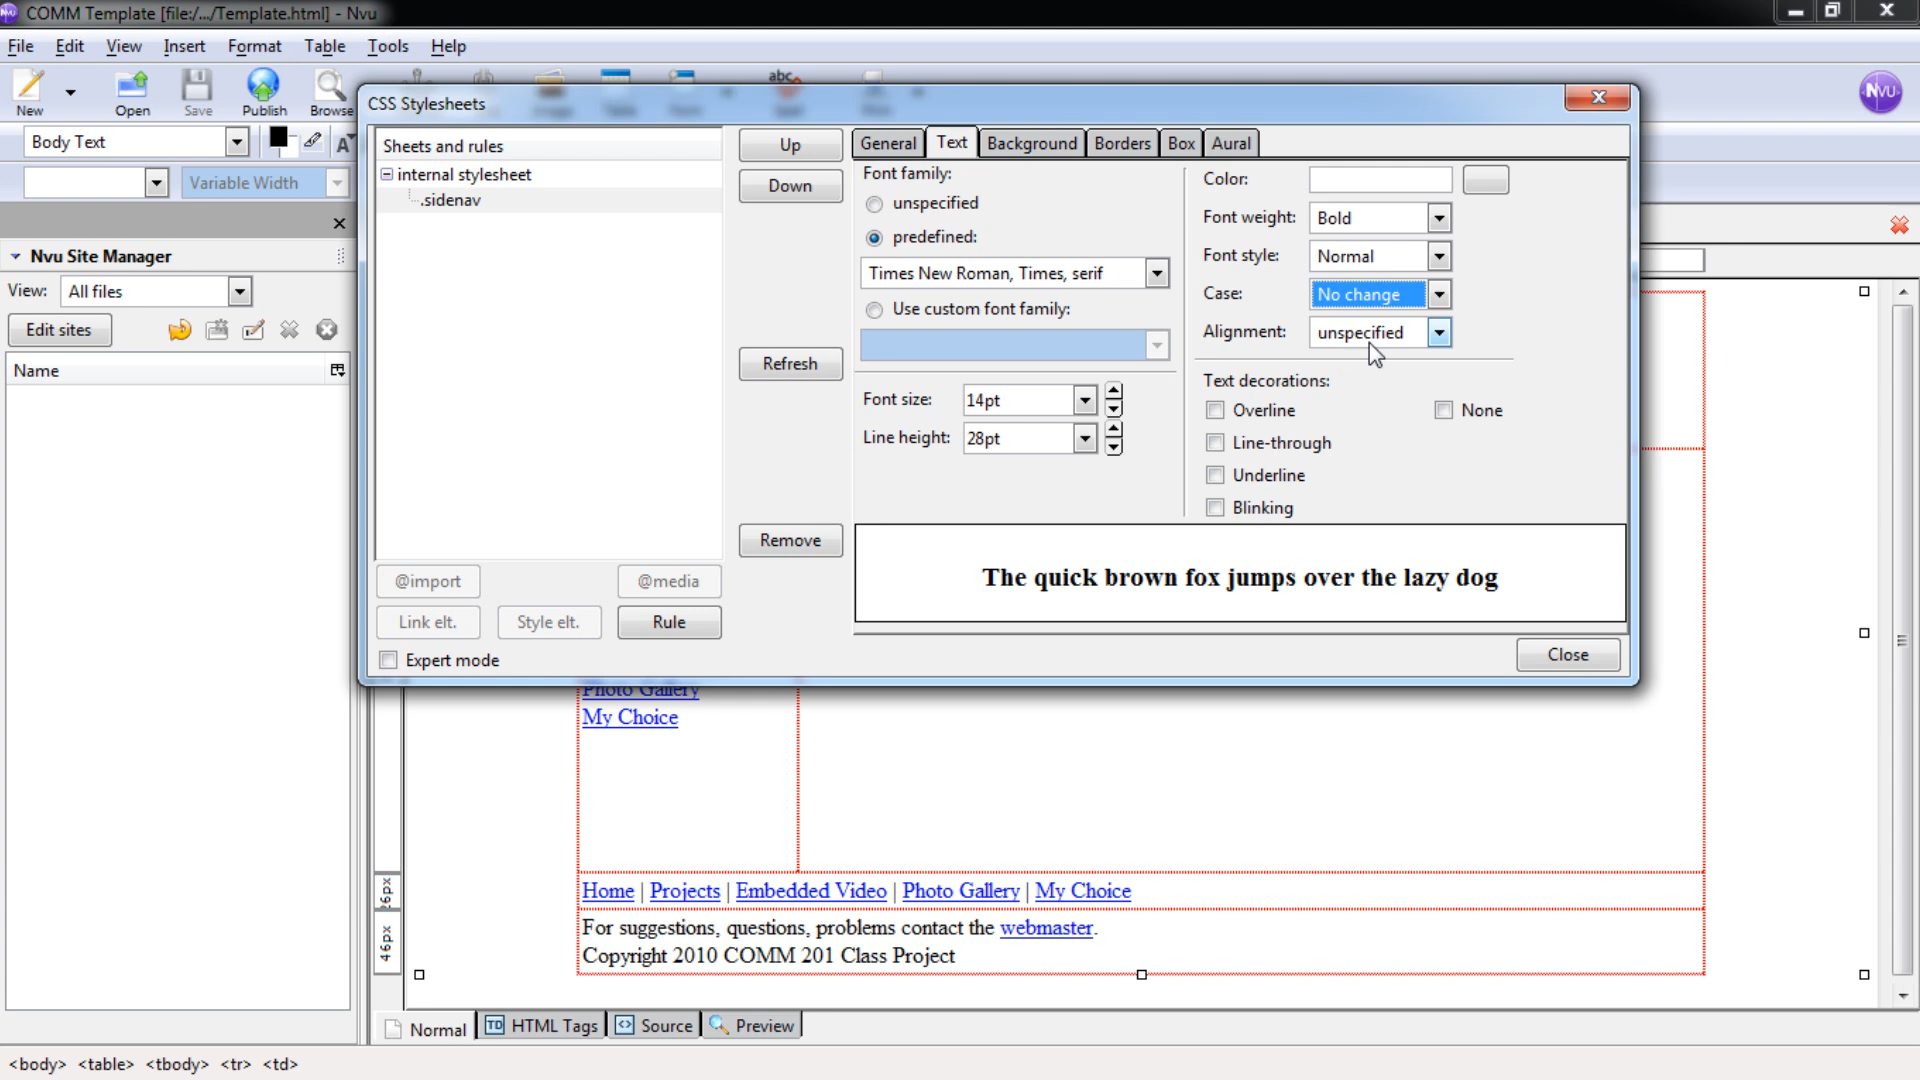 COMM Template [file:/.../Template.html] - Nvu
File Edit View Insert Format Table Tools Help
New Open Save Publish Browse
abc
NVU
Body Text
Variable Width
Nvu Site Manager
View: All files
Edit sites
Name
CSS Stylesheets
Sheets and rules
internal stylesheet
.sidenav
Up
Down
Refresh
Remove
@import @media
Link elt. Style elt. Rule
Expert mode
General Text Background Borders Box Aural
Font family:
unspecified
predefined:
Times New Roman, Times, serif
Use custom font family:
Font size: 14pt
Line height: 28pt
Color:
Font weight: Bold
Font style: Normal
Case: No change
Alignment: unspecified
Text decorations:
Overline None
Line-through
Underline
Blinking
The quick brown fox jumps over the lazy dog
Close
Photo Gallery
My Choice
26px
46px
Home | Projects | Embedded Video | Photo Gallery | My Choice
For suggestions, questions, problems contact the webmaster.
Copyright 2010 COMM 201 Class Project
Normal TD HTML Tags Source Preview
<body> <table> <tbody> <tr> <td>